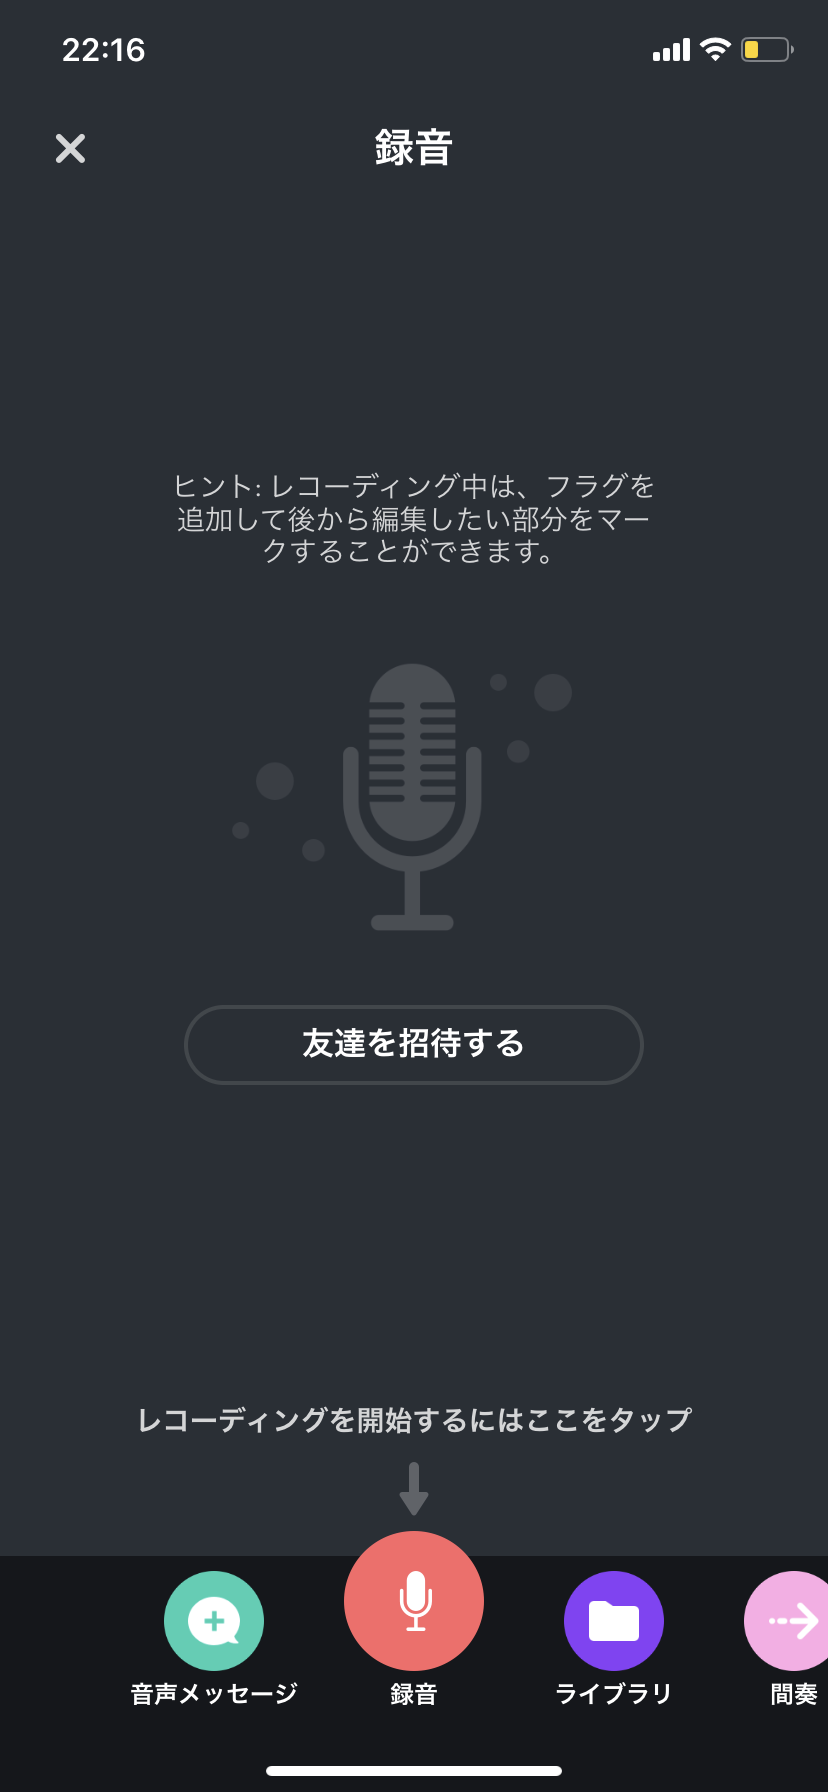 22:16
録音
ヒント: レコーディング中は、フラグを
追加して後から編集したい部分をマー
クすることができます。
友達を招待する
レコーディングを開始するにはここをタップ
音声メッセージ
録音
ライブラリ
間奏